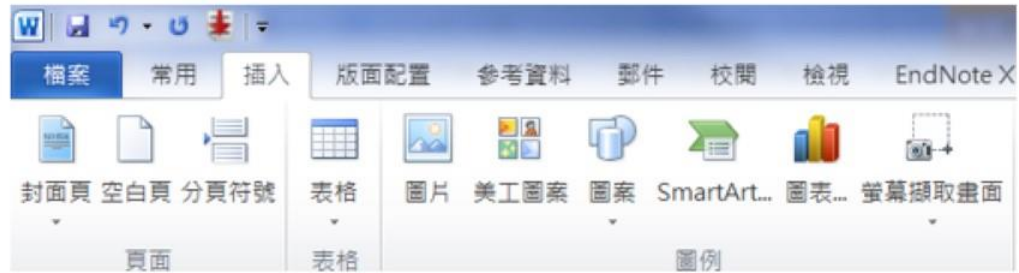 W
檔案 常用 插入 版面配置 參考資料 郵件 校閱 檢視 EndNote X
封面頁 空白頁 分頁符號 表格 圖片 美工圖案 圖案 SmartArt... 圖表... 螢幕擷取畫面
頁面 表格 圖例